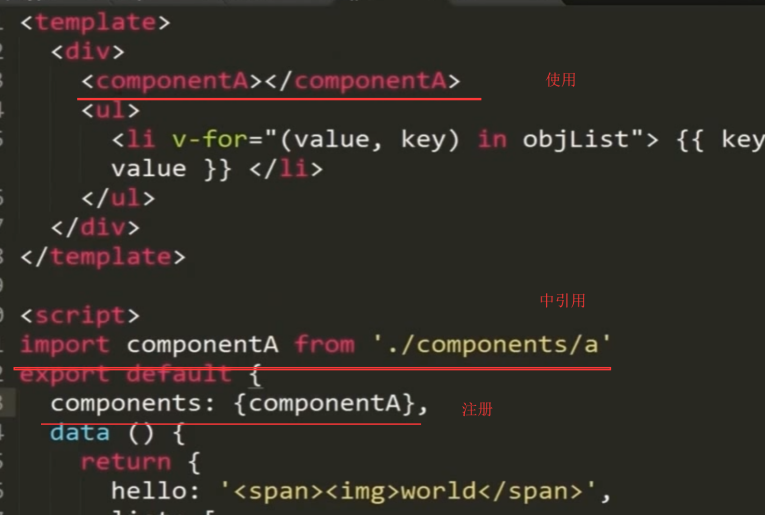 <template>
<div>
<componentA></componentA> 使用
<ul>
<li v-for="(value, key) in objList"> {{ key
value }} </li>
</ul>
</div>
</template>
<script>
中引用
import componentA from './components/a'
export default {
components: {componentA}, 注册
data () {
return {
hello: '<span><img>world</span>',